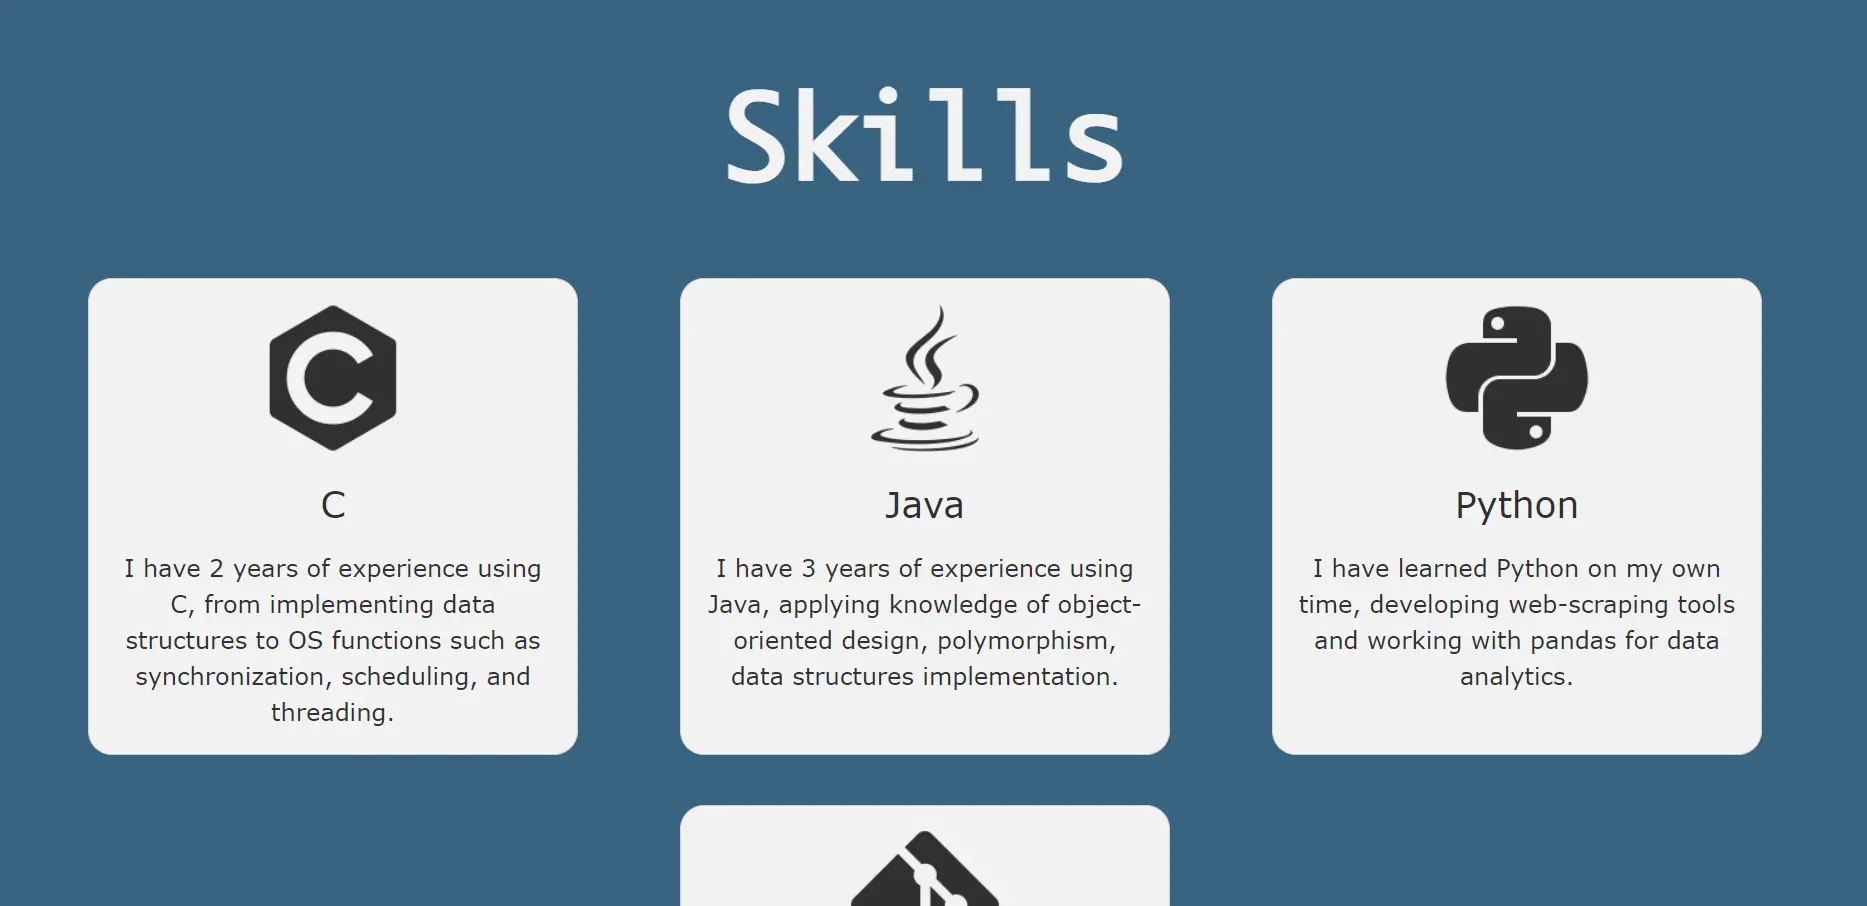 Skills
C
I have 2 years of experience using
C, from implementing data
structures to OS functions such as
synchronization, scheduling, and
threading.
Java
I have 3 years of experience using
Java, applying knowledge of object-
oriented design, polymorphism,
data structures implementation.
Python
I have learned Python on my own
time, developing web-scraping tools
and working with pandas for data
analytics.